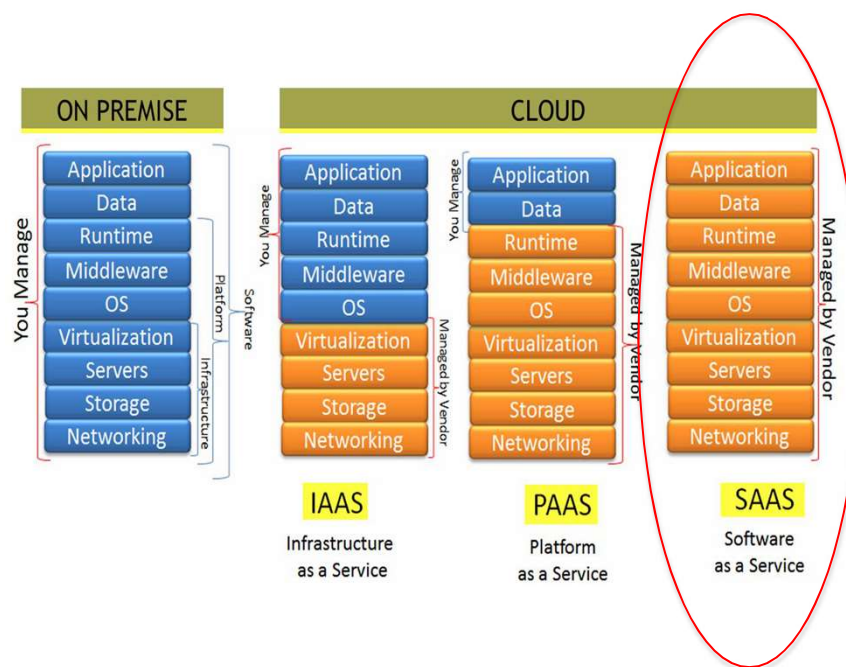 ON PREMISE
CLOUD
You Manage
Application
Data
Runtime
Middleware
OS
Virtualization
Servers
Storage
Networking
Infrastructure
Platform
Software
You Manage
Application
Data
Runtime
Middleware
OS
Virtualization
Servers
Storage
Networking
Managed by Vendor
You Manage
Application
Data
Runtime
Middleware
OS
Virtualization
Servers
Storage
Networking
Managed by Vendor
Application
Data
Runtime
Middleware
OS
Virtualization
Servers
Storage
Networking
Managed by Vendor
IAAS
Infrastructure
as a Service
PAAS
Platform
as a Service
SAAS
Software
as a Service